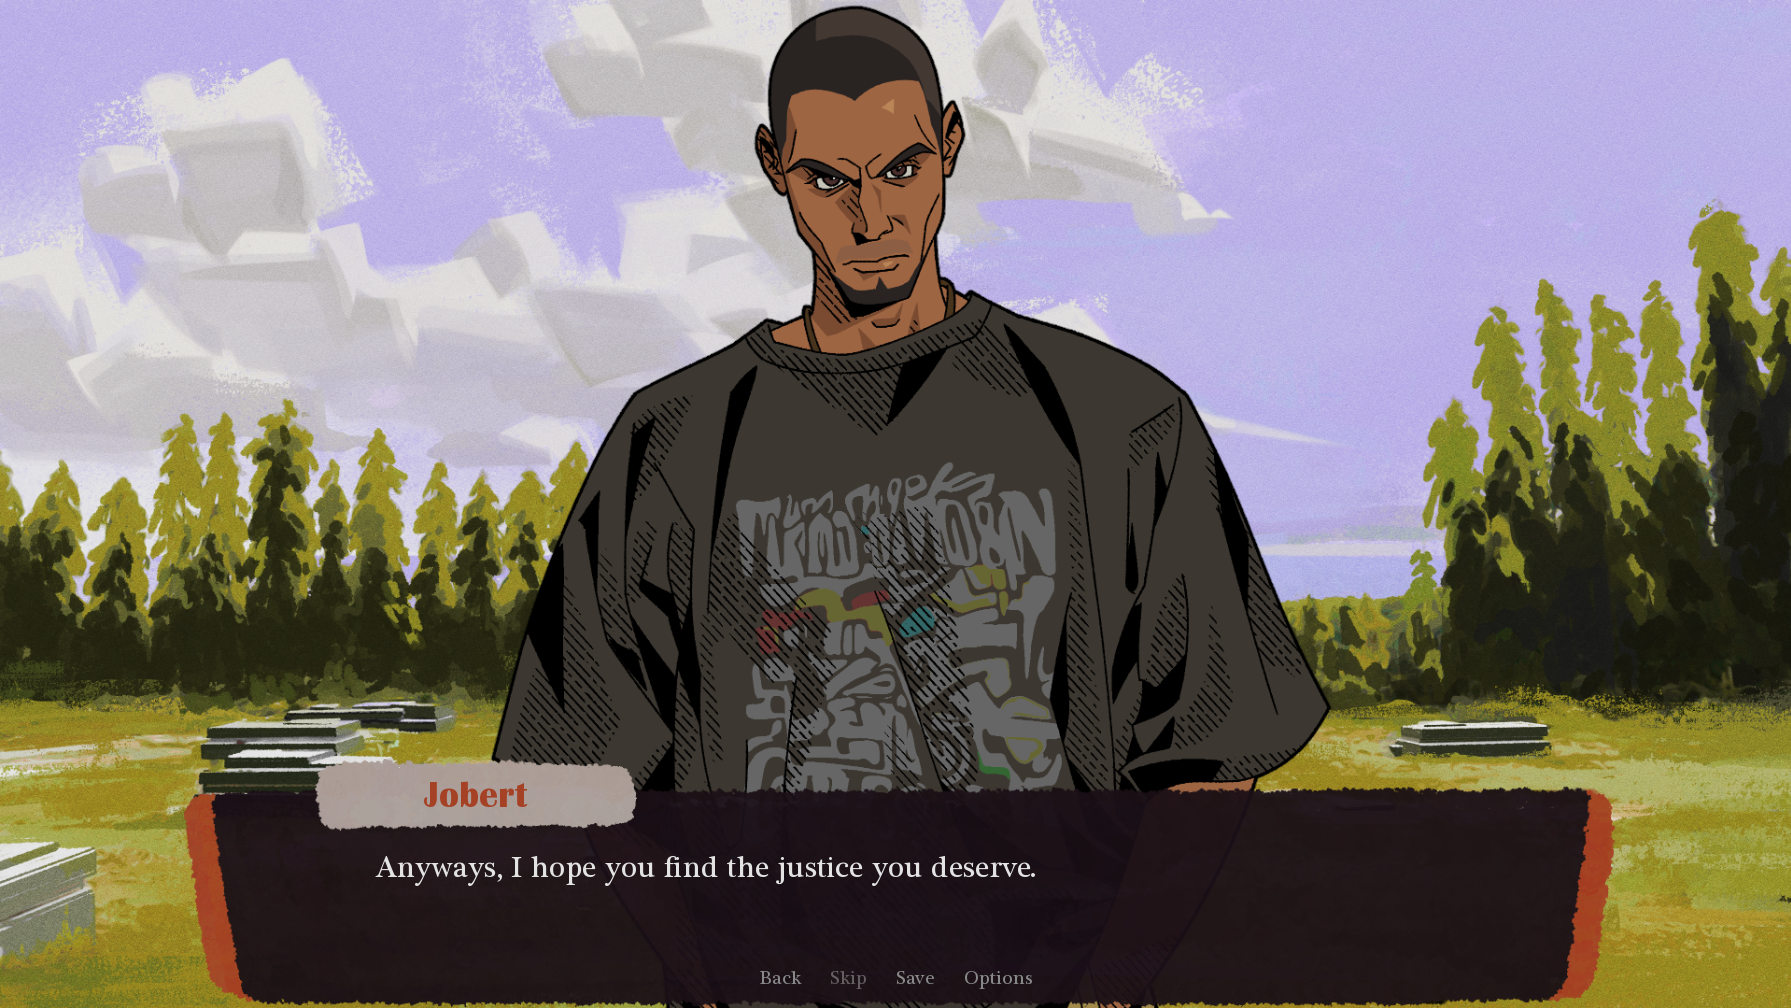 Jobert
Anyways, I hope you find the justice you deserve.
Back Skip Save Options